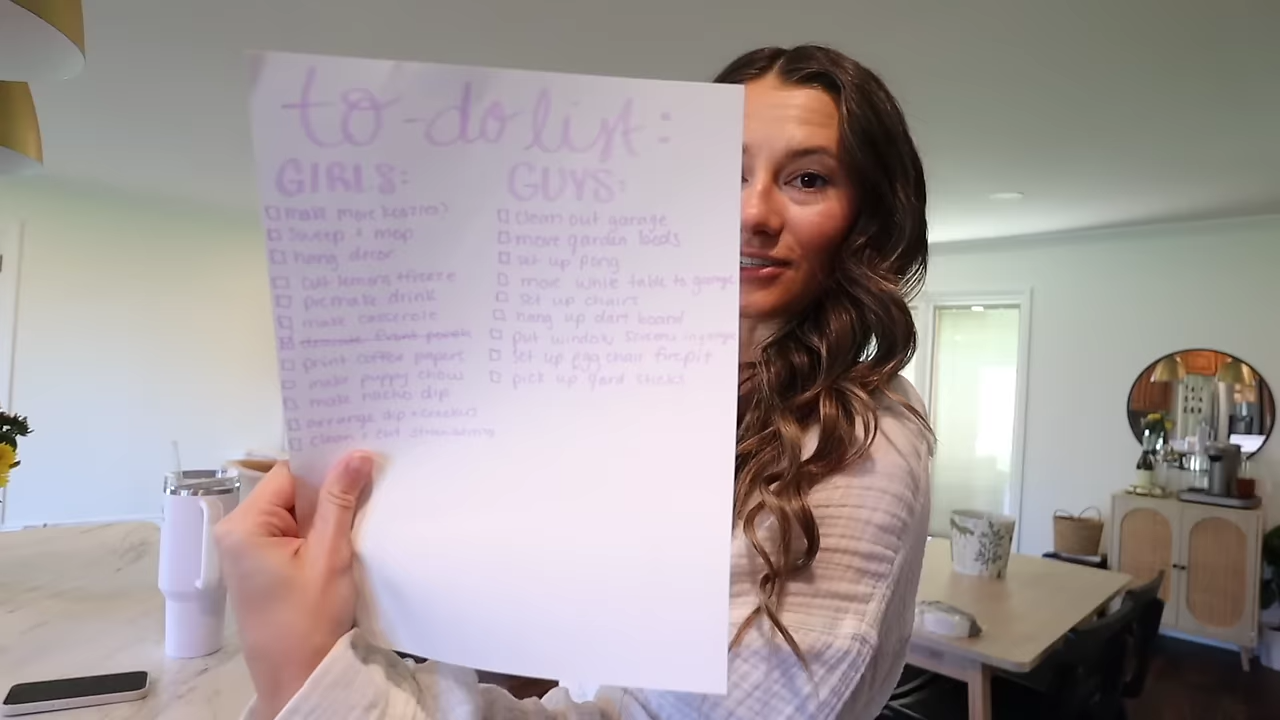 to-do list:
GIRLS:
make more
sweep + mop
hang decor
cut lemons + freeze
premake drink
make casserole
print coffee papers
make puppy chow
make nacho dip
arrange dip + crackers
clean + cut strawberries
GUYS:
clean out garage
move garden beds
set up pong
move white table to garage
set up chairs
hang up dart board
put window screens in garage
set up egg chair firepit
pick up yard sticks